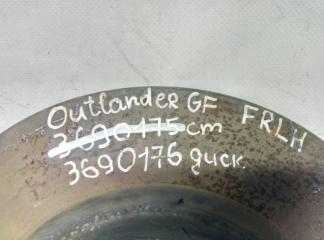 Outlander GF FRLH
3690175 cm
3690176 диск.